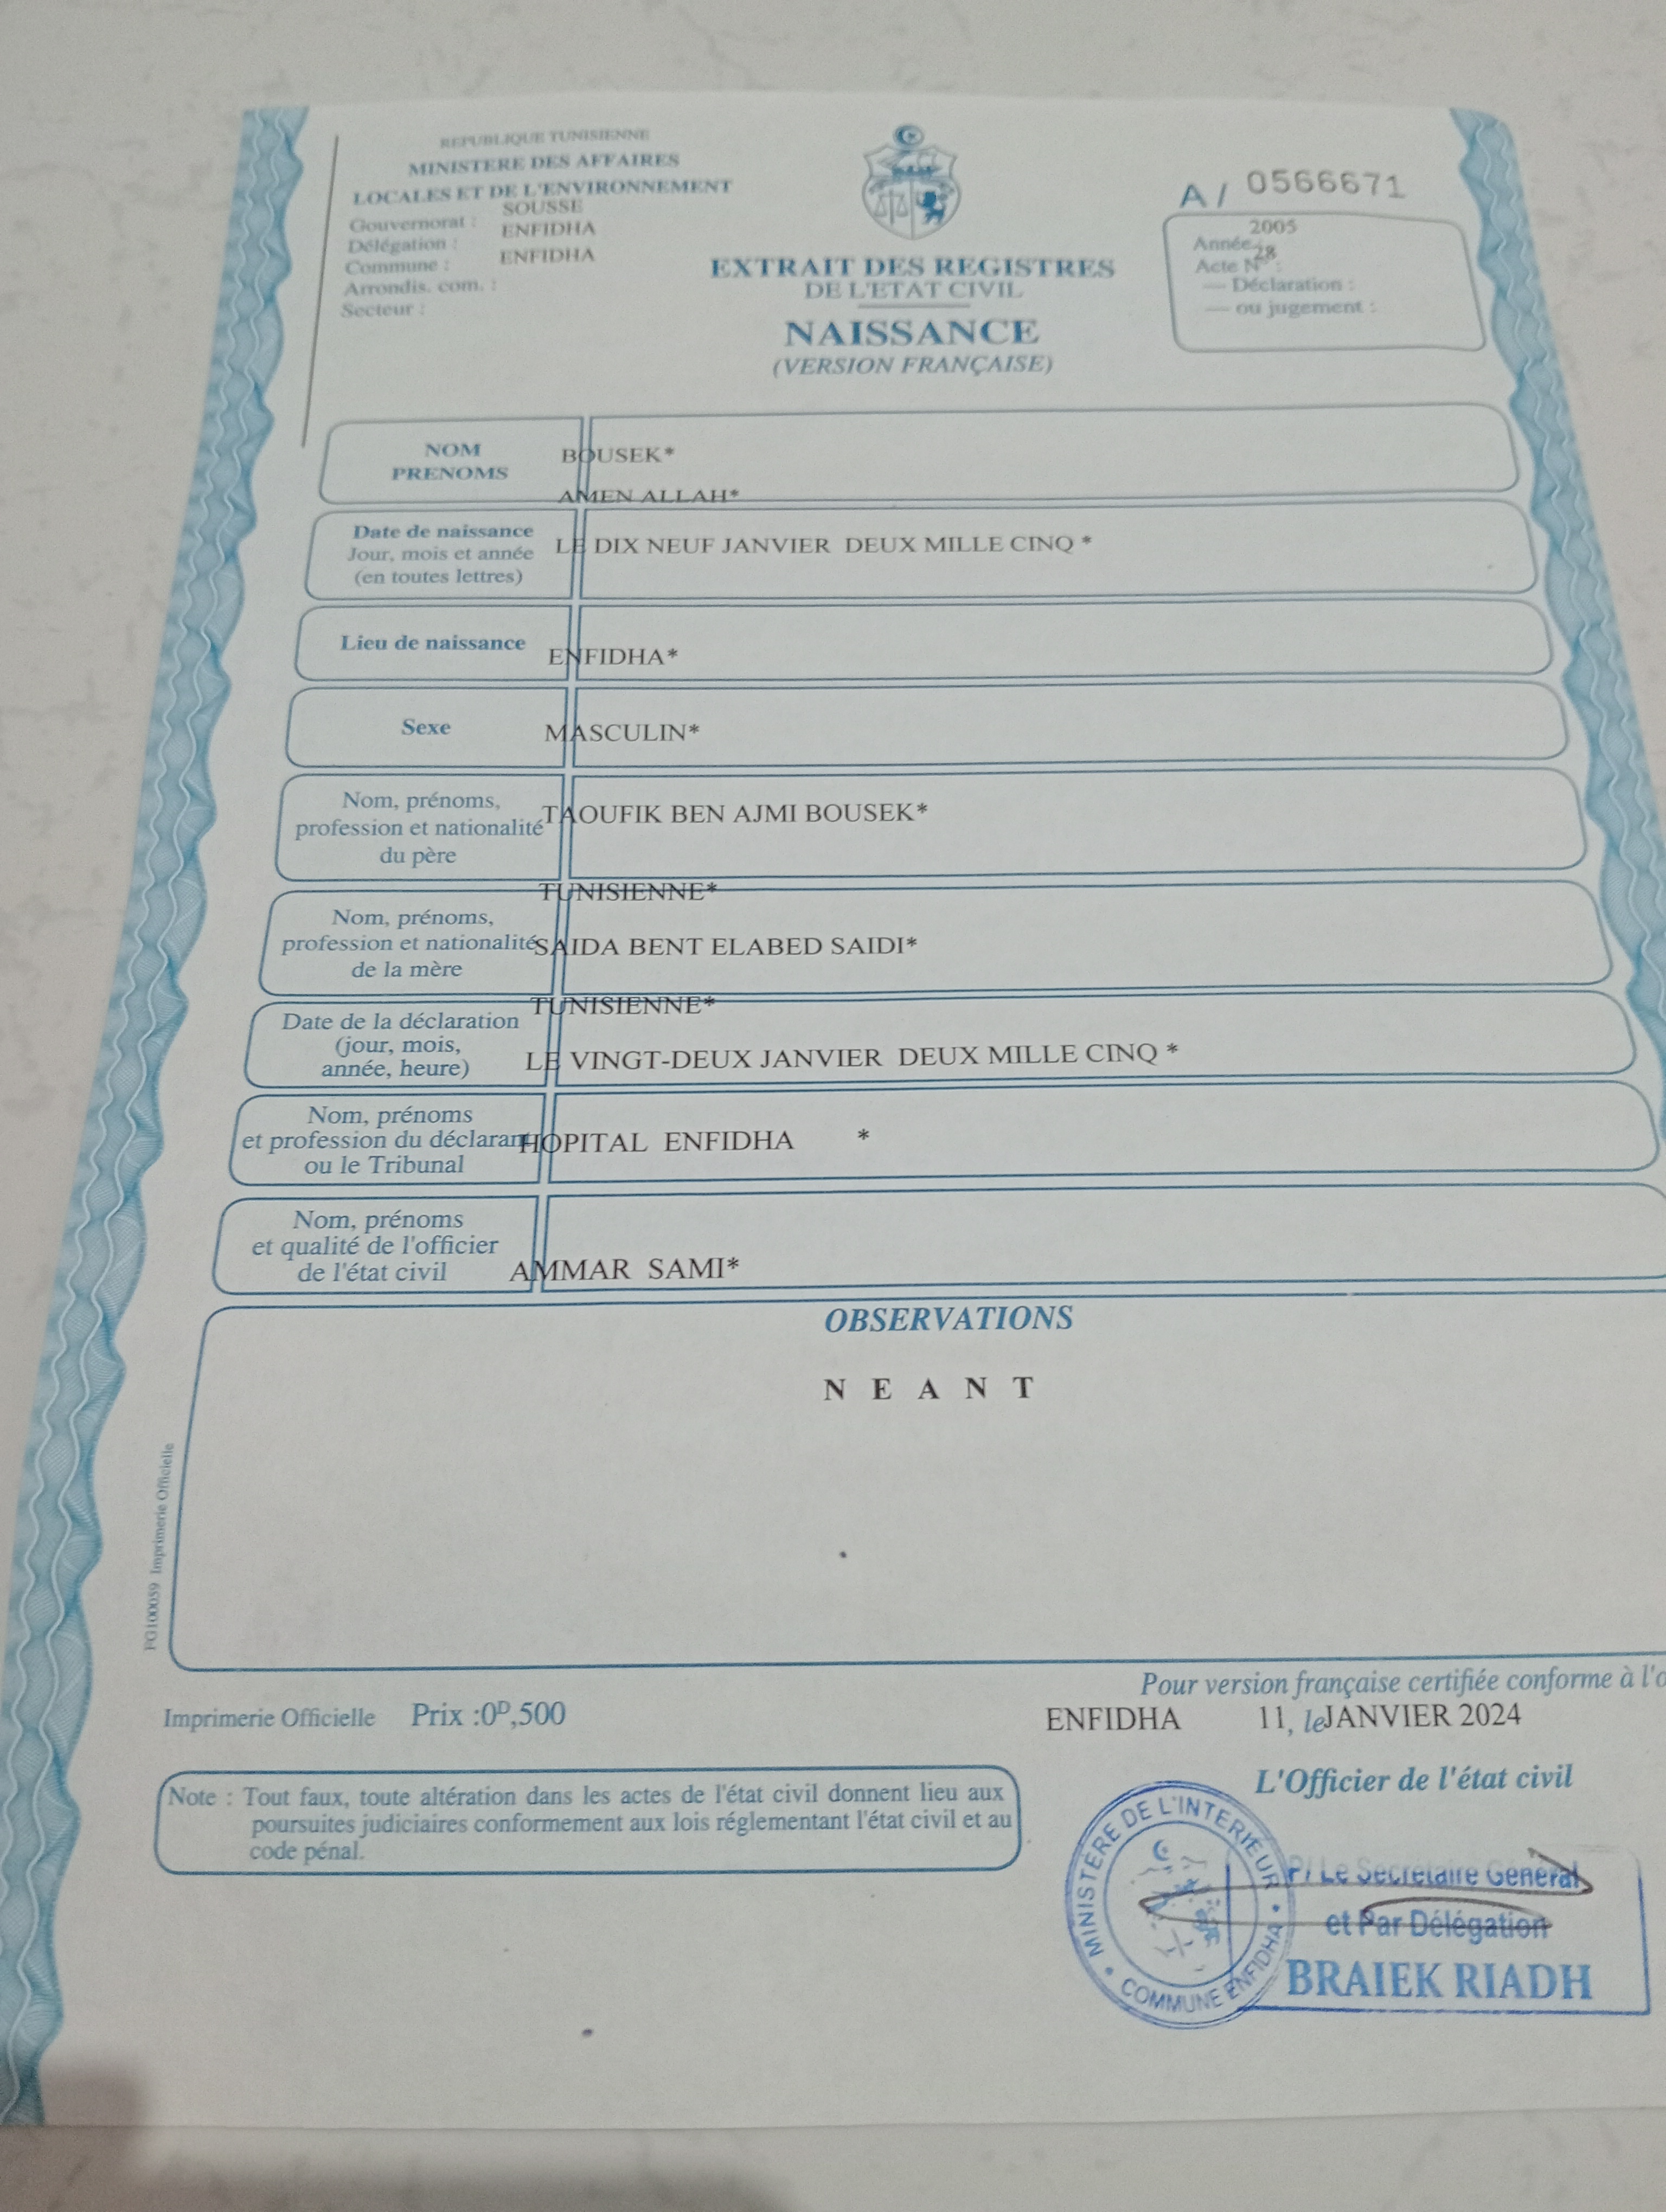 REPUBLIQUE TUNISIENNE
MINISTERE DES AFFAIRES
LOCALES ET DE L'ENVIRONNEMENT
Gouvernorat : SOUSSE
Délégation : ENFIDHA
Commune : ENFIDHA
Arrondis. com. :
Secteur :
EXTRAIT DES REGISTRES
DE L'ETAT CIVIL
NAISSANCE
(VERSION FRANÇAISE)
A / 0566671
2005
Année
28
Acte N° :
— Déclaration :
— ou jugement :
NOM
PRENOMS
BOUSEK*
AMEN ALLAH*
Date de naissance
Jour, mois et année
(en toutes lettres)
LE DIX NEUF JANVIER DEUX MILLE CINQ *
Lieu de naissance
ENFIDHA*
Sexe
MASCULIN*
Nom, prénoms,
profession et nationalité
du père
TAOUFIK BEN AJMI BOUSEK*
TUNISIENNE*
Nom, prénoms,
profession et nationalité
de la mère
SAIDA BENT ELABED SAIDI*
TUNISIENNE*
Date de la déclaration
(jour, mois,
année, heure)
LE VINGT-DEUX JANVIER DEUX MILLE CINQ *
Nom, prénoms
et profession du déclarant
ou le Tribunal
HOPITAL ENFIDHA *
Nom, prénoms
et qualité de l'officier
de l'état civil
AMMAR SAMI*
OBSERVATIONS
N E A N T
FG100059 Imprimerie Officielle
Imprimerie Officielle Prix :0ᴰ,500
Pour version française certifiée conforme à l'o
ENFIDHA 11, le JANVIER 2024
L'Officier de l'état civil
Note : Tout faux, toute altération dans les actes de l'état civil donnent lieu aux
poursuites judiciaires conformement aux lois réglementant l'état civil et au
code pénal.
MINISTÈRE DE L'INTERIEUR • COMMUNE ENFIDHA •
P/ Le Secrétaire Général
et Par Délégation
BRAIEK RIADH